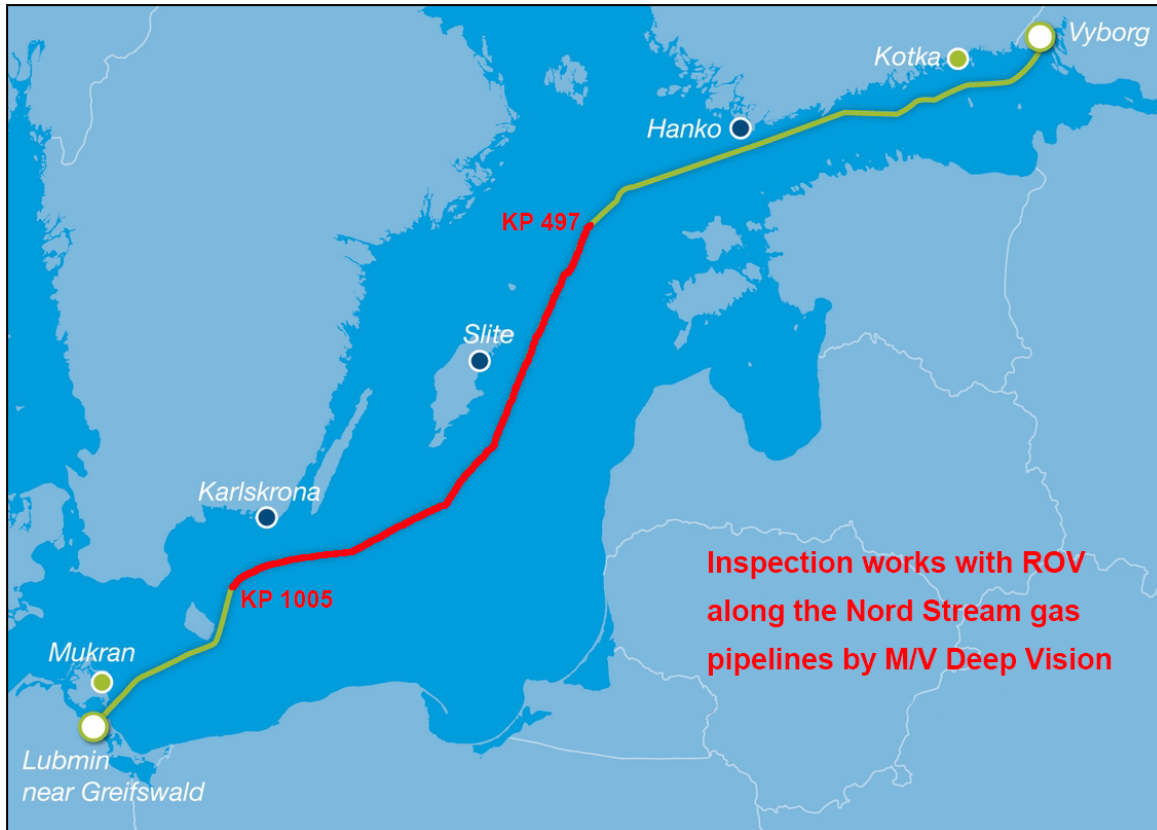 Vyborg
Kotka
Hanko
KP 497
Slite
Karlskrona
KP 1005
Inspection works with ROV
along the Nord Stream gas
pipelines by M/V Deep Vision
Mukran
Lubmin
near Greifswald